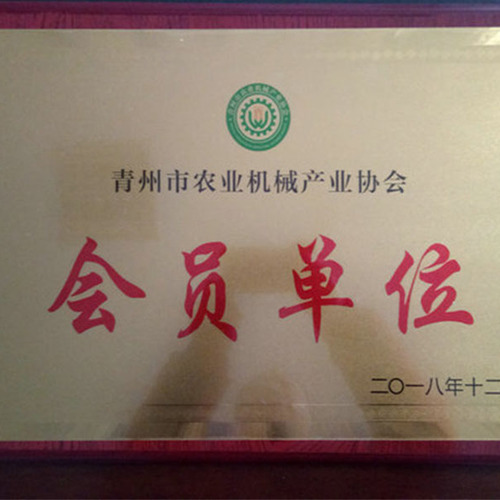 青州市农业机械产业协会
会员单位
二〇一八年十二